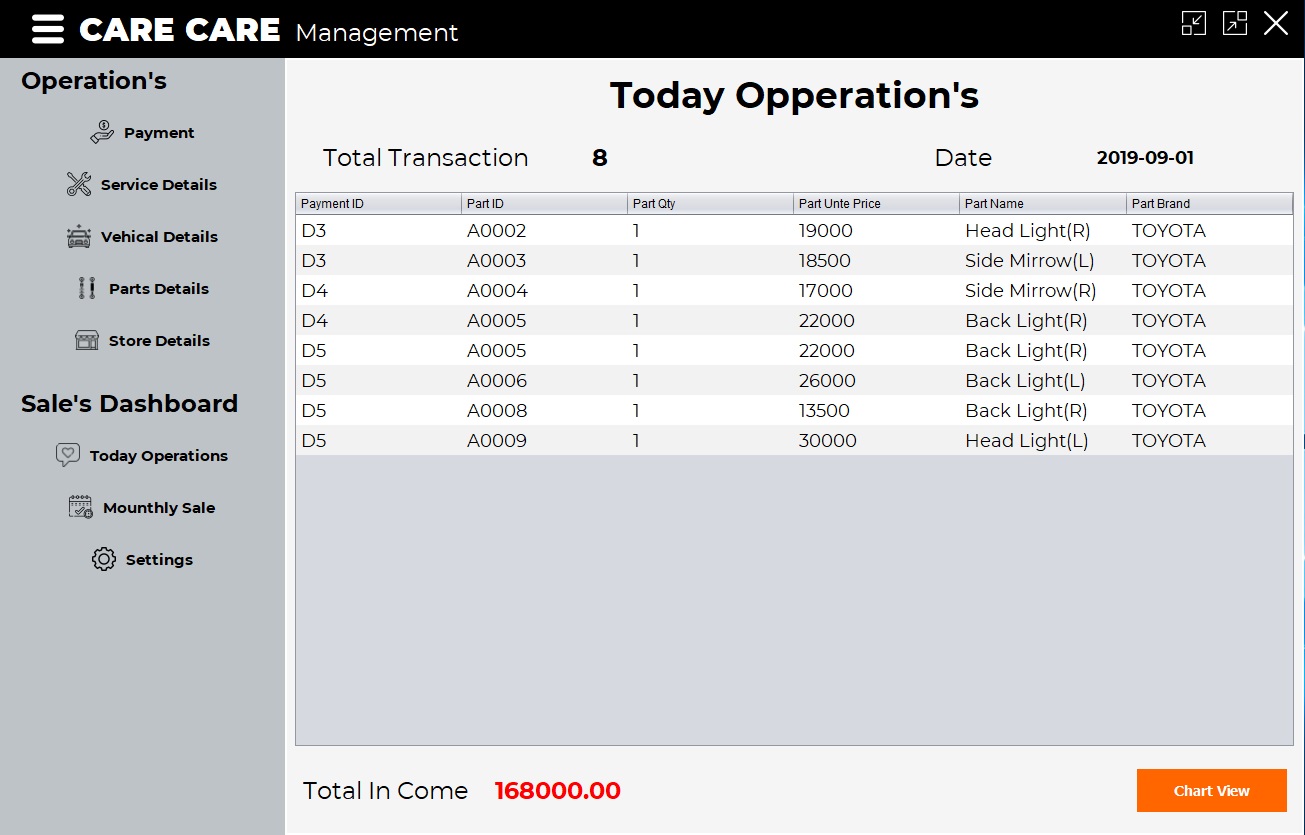 CARE CARE Management
Operation's
Payment
Service Details
Vehical Details
Parts Details
Store Details
Sale's Dashboard
Today Operations
Mounthly Sale
Settings
Today Opperation's
Total Transaction 8 Date 2019-09-01
Payment ID Part ID Part Qty Part Unte Price Part Name Part Brand
D3 A0002 1 19000 Head Light(R) TOYOTA
D3 A0003 1 18500 Side Mirrow(L) TOYOTA
D4 A0004 1 17000 Side Mirrow(R) TOYOTA
D4 A0005 1 22000 Back Light(R) TOYOTA
D5 A0005 1 22000 Back Light(R) TOYOTA
D5 A0006 1 26000 Back Light(L) TOYOTA
D5 A0008 1 13500 Back Light(R) TOYOTA
D5 A0009 1 30000 Head Light(L) TOYOTA
Total In Come 168000.00
Chart View